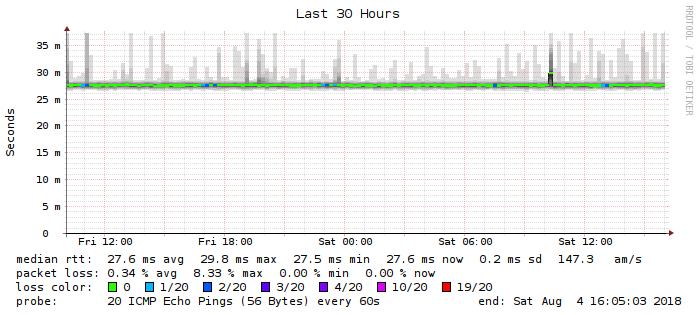 Last 30 Hours
RRDTOOL / TOBI OETIKER
Seconds
35 m
30 m
25 m
20 m
15 m
10 m
5 m
0
Fri 12:00 Fri 18:00 Sat 00:00 Sat 06:00 Sat 12:00
median rtt: 27.6 ms avg 29.8 ms max 27.5 ms min 27.6 ms now 0.2 ms sd 147.3 am/s
packet loss: 0.34 % avg 8.33 % max 0.00 % min 0.00 % now
loss color: 0 1/20 2/20 3/20 4/20 10/20 19/20
probe: 20 ICMP Echo Pings (56 Bytes) every 60s end: Sat Aug 4 16:05:03 2018